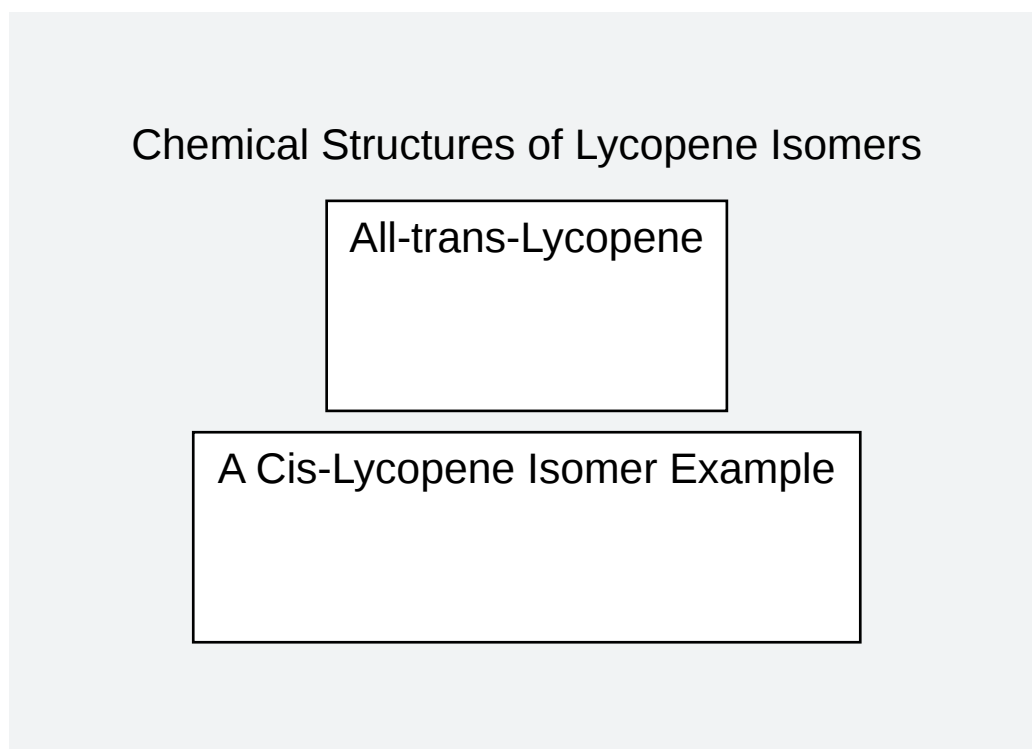 Chemical Structures of Lycopene Isomers
All-trans-Lycopene
A Cis-Lycopene Isomer Example